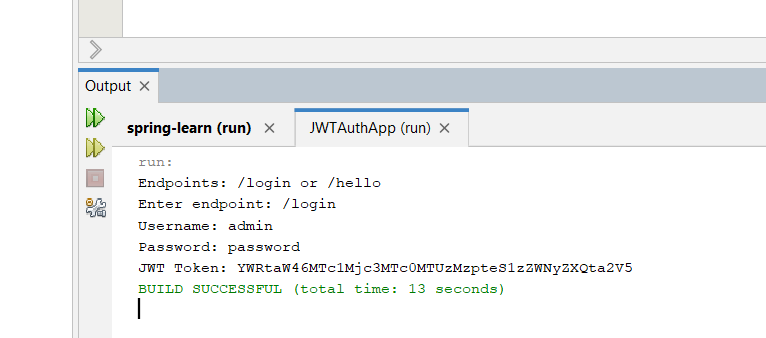 Output
spring-learn (run)
JWTAuthApp (run)
run:
Endpoints: /login or /hello
Enter endpoint: /login
Username: admin
Password: password
JWT Token: YWRtaW46MTc1Mjc3MTc0MTUzMzpteS1zZWNyZXQta2V5
BUILD SUCCESSFUL (total time: 13 seconds)